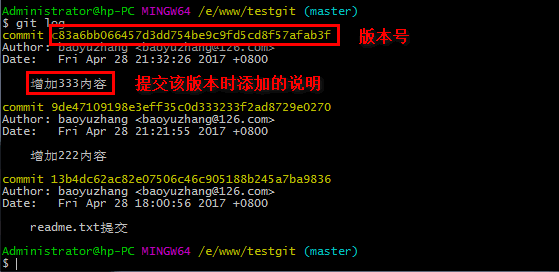 Administrator@hp-PC MINGW64 /e/www/testgit (master)
$ git log
commit c83a6bb066457d3dd754be9c9fd5cd8f57afab3f 版本号
Author: baoyuzhang <baoyuzhang@126.com>
Date: Fri Apr 28 21:32:26 2017 +0800
增加333内容 提交该版本时添加的说明
commit 9de47109198e3eff35c0d333233f2ad8729e0270
Author: baoyuzhang <baoyuzhang@126.com>
Date: Fri Apr 28 21:21:55 2017 +0800
增加222内容
commit 13b4dc62ac82e07506c46c905188b245a7ba9836
Author: baoyuzhang <baoyuzhang@126.com>
Date: Fri Apr 28 18:00:56 2017 +0800
readme.txt提交
Administrator@hp-PC MINGW64 /e/www/testgit (master)
$